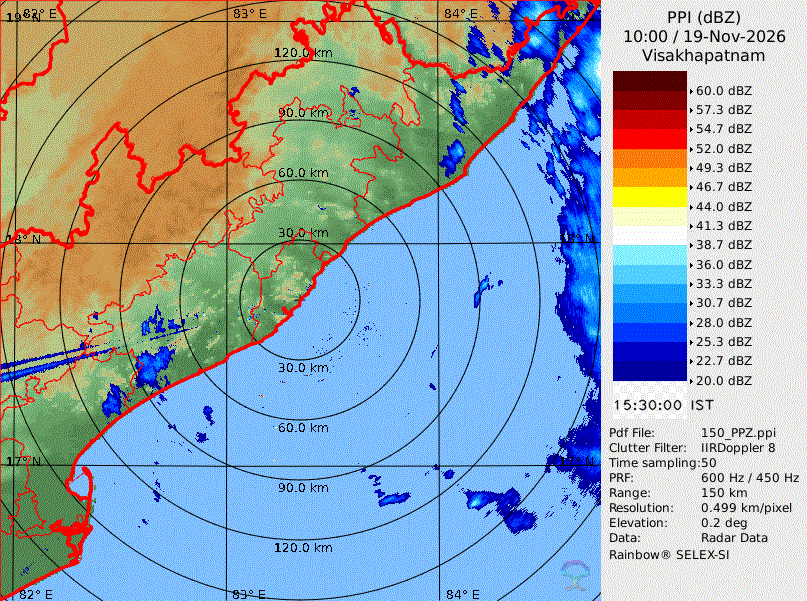 82°E
83°E
84°E
19°N
120.0 km
90.0 km
60.0 km
30.0 km
18°N
30.0 km
60.0 km
17°N
90.0 km
120.0 km
82°E
83°E
84°E
PPI (dBZ)
10:00 / 19-Nov-2026
Visakhapatnam
60.0 dBZ
57.3 dBZ
54.7 dBZ
52.0 dBZ
49.3 dBZ
46.7 dBZ
44.0 dBZ
41.3 dBZ
38.7 dBZ
36.0 dBZ
33.3 dBZ
30.7 dBZ
28.0 dBZ
25.3 dBZ
22.7 dBZ
20.0 dBZ
15:30:00 IST
Pdf File: 150_PPZ.ppi
Clutter Filter: IIRDoppler 8
Time sampling:50
PRF: 600 Hz / 450 Hz
Range: 150 km
Resolution: 0.499 km/pixel
Elevation: 0.2 deg
Data: Radar Data
Rainbow® SELEX-SI